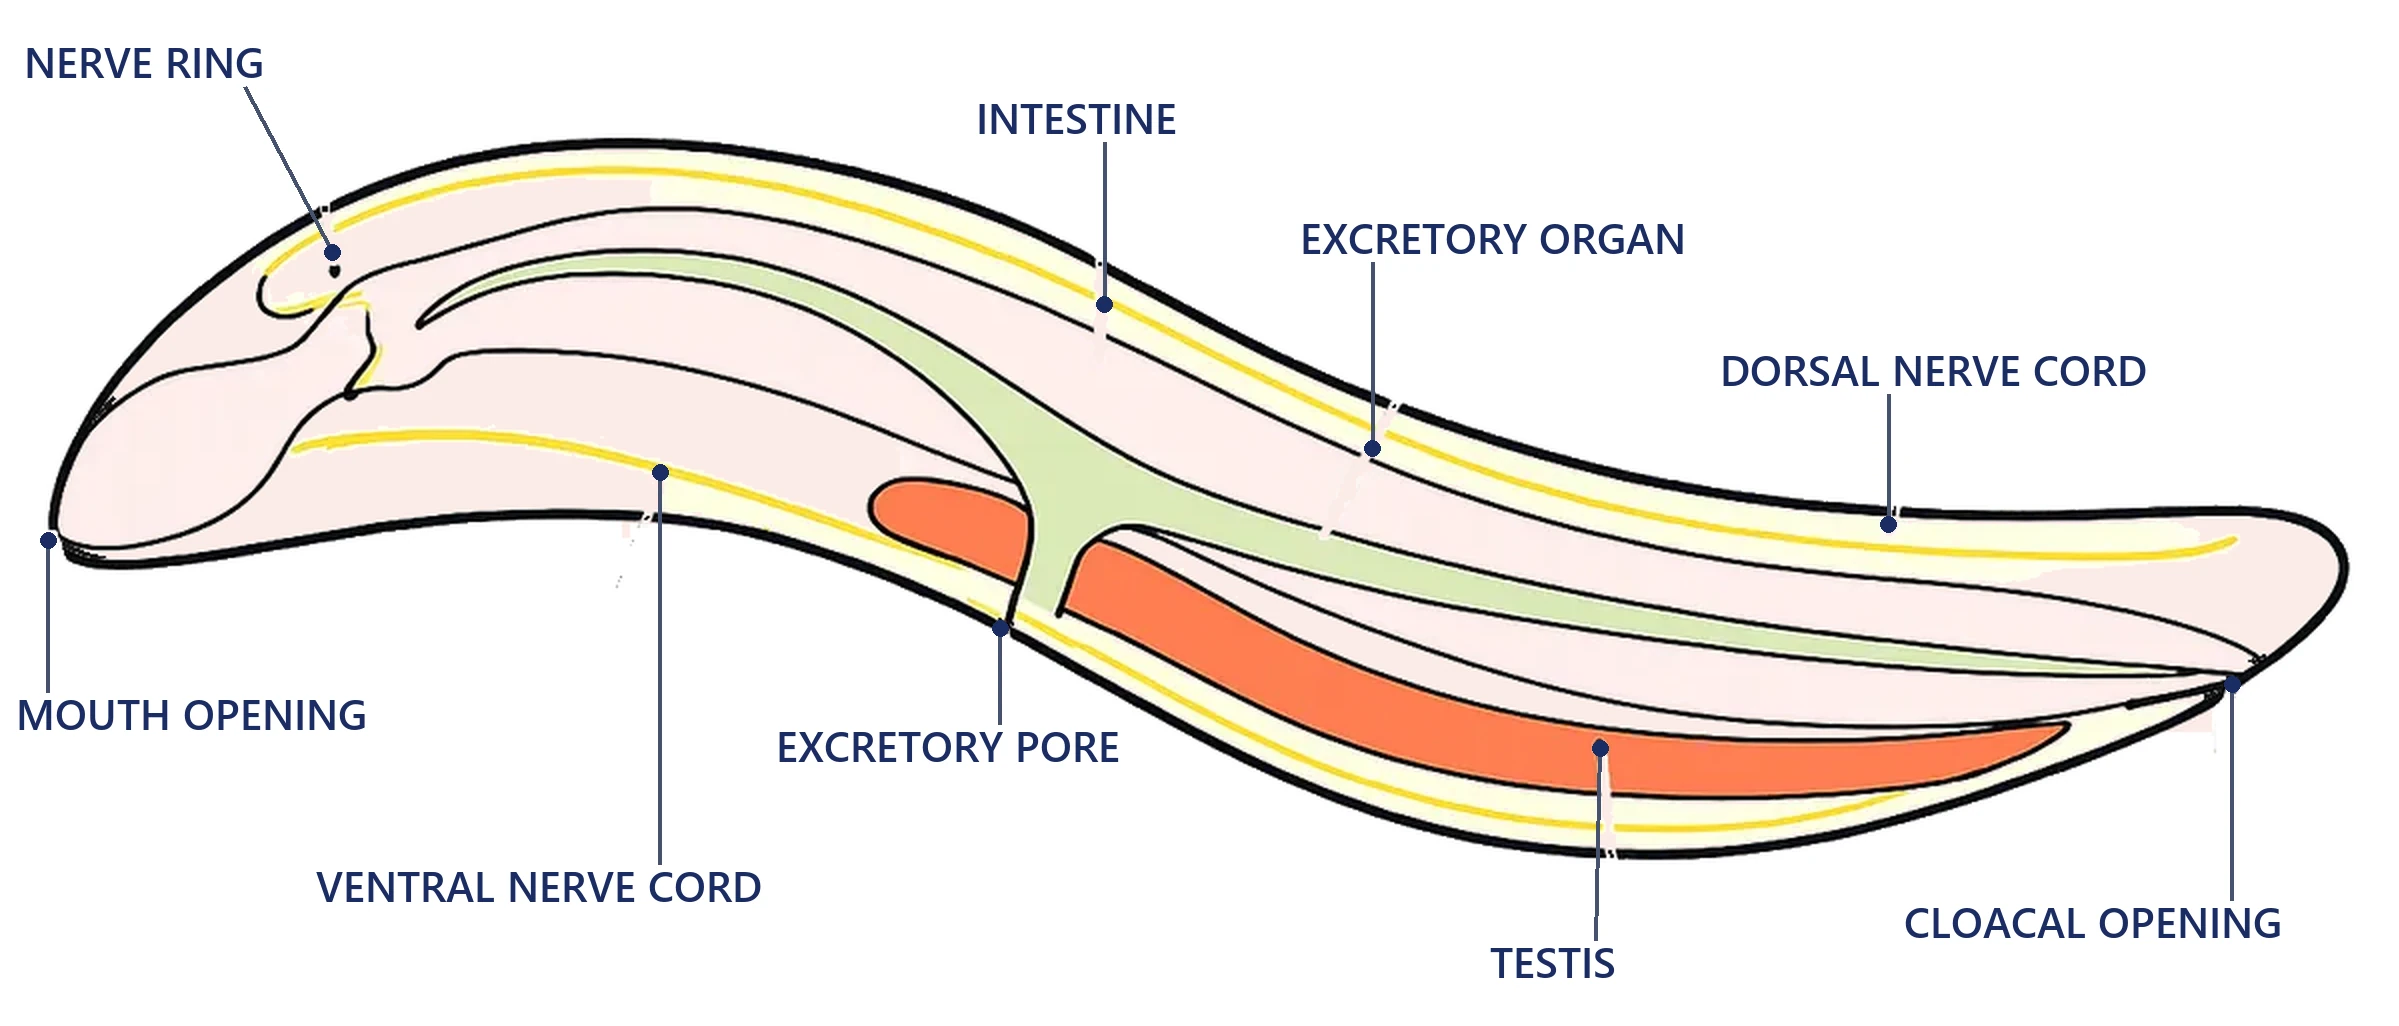 NERVE RING
INTESTINE
EXCRETORY ORGAN
DORSAL NERVE CORD
MOUTH OPENING
EXCRETORY PORE
VENTRAL NERVE CORD
CLOACAL OPENING
TESTIS